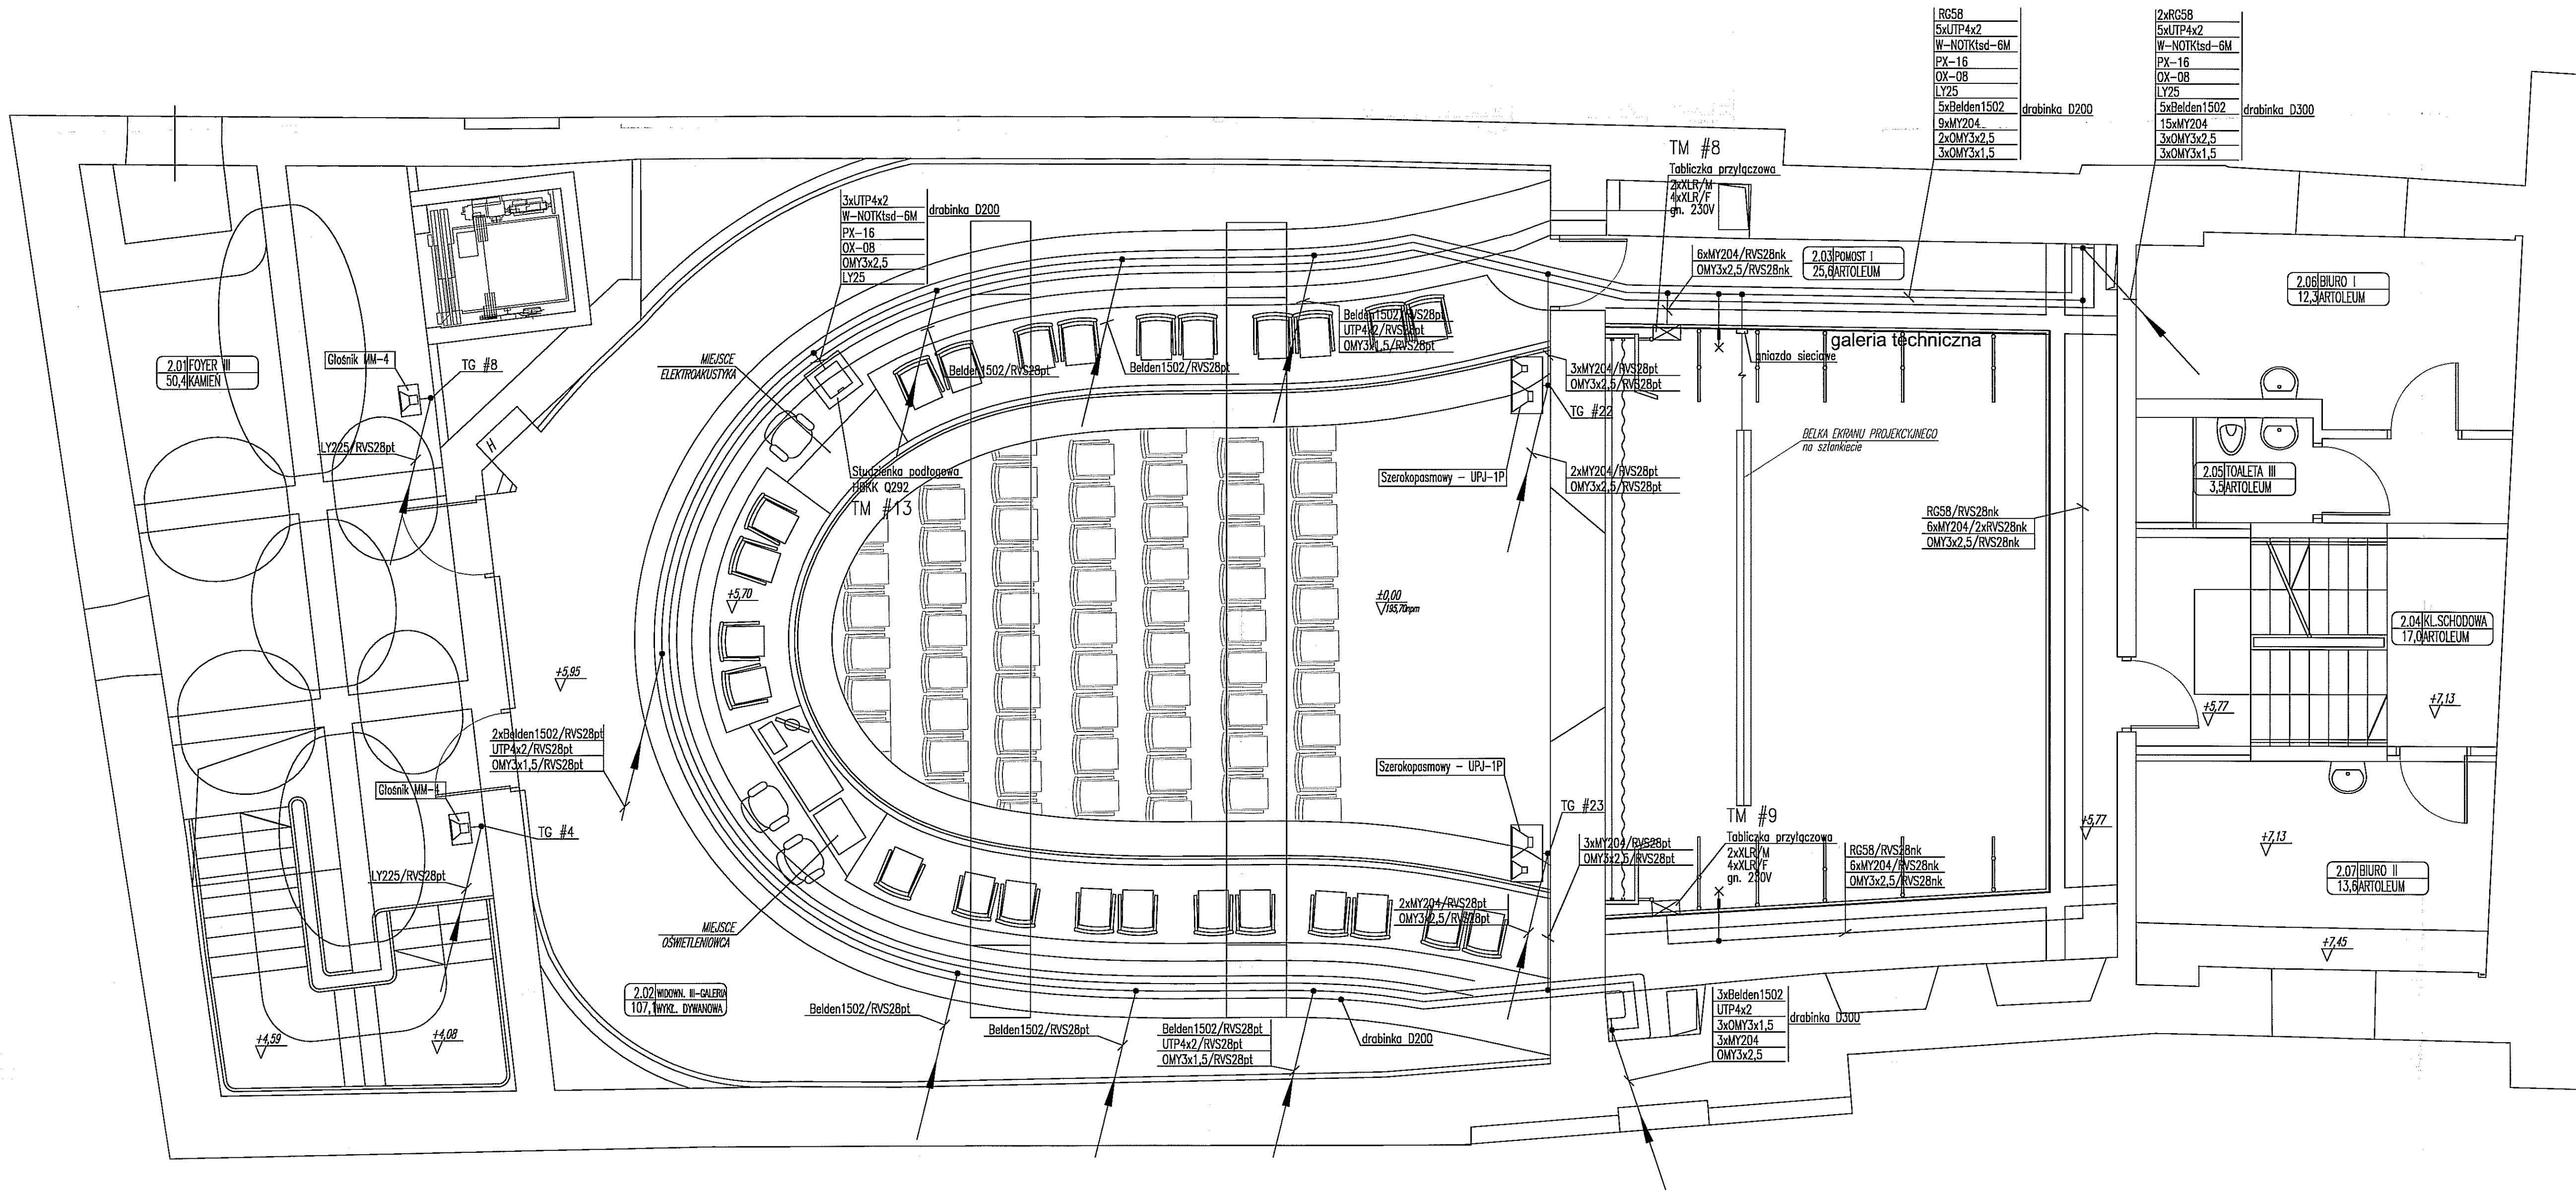 RG58
5xUTP4x2
W-NOTKtsd-6M
PX-16
OX-08
LY25
5xBelden1502
drabinka D200
9xMY204
2xOMY3x2,5
3xOMY3x1,5
2xRG58
5xUTP4x2
W-NOTKtsd-6M
PX-16
OX-08
LY25
5xBelden1502
drabinka D300
15xMY204
3xOMY3x2,5
3xOMY3x1,5
TM #8
Tabliczka przyłączowa
2xXLR/M
4xXLR/F
gn. 230V
3xUTP4x2
W-NOTKtsd-6M
drabinka D200
PX-16
OX-08
OMY3x2,5
LY25
6xMY204/RVS28nk
OMY3x2,5/RVS28nk
2.03 POMOST I
25,6 ARTOLEUM
2.06 BIURO I
12,3 ARTOLEUM
galeria techniczna
gniazdo sieciowe
Belden1502/RVS28pt
UTP4x2/RVS28pt
OMY3x1,5/RVS28pt
2.01 FOYER III
50,4 KAMIEŃ
Głośnik MM-4
TG #8
MIEJSCE
ELEKTROAKUSTYKA
Belden1502/RVS28pt
Belden1502/RVS28pt
3xMY204/RVS28pt
OMY3x2,5/RVS28pt
TG #22
LY225/RVS28pt
H
BELKA EKRANU PROJEKCYJNEGO
na sztankiecie
Studzienka podłogowa
HBKK Q292
TM #13
Szerokopasmowy - UPJ-1P
2xMY204/RVS28pt
OMY3x2,5/RVS28pt
2.05 TOALETA III
3,5 ARTOLEUM
RG58/RVS28nk
6xMY204/2xRVS28nk
OMY3x2,5/RVS28nk
+5,70
±0,00
195,70npm
2.04 KL.SCHODOWA
17,0 ARTOLEUM
+5,95
+5,77
+7,13
2xBelden1502/RVS28pt
UTP4x2/RVS28pt
OMY3x1,5/RVS28pt
Szerokopasmowy - UPJ-1P
Głośnik MM-4
TG #4
TG #23
TM #9
Tabliczka przyłączowa
2xXLR/M
4xXLR/F
gn. 230V
3xMY204/RVS28pt
OMY3x2,5/RVS28pt
RG58/RVS28nk
6xMY204/RVS28nk
OMY3x2,5/RVS28nk
+5,77
+7,13
2.07 BIURO II
13,6 ARTOLEUM
LY225/RVS28pt
MIEJSCE
OŚWIETLENIOWCA
2xMY204/RVS28pt
OMY3x2,5/RVS28pt
+7,45
2.02 WIDOWN. III-GALERIA
107,1 WYKŁ. DYWANOWA
Belden1502/RVS28pt
Belden1502/RVS28pt
Belden1502/RVS28pt
UTP4x2/RVS28pt
OMY3x1,5/RVS28pt
drabinka D200
3xBelden1502
UTP4x2
3xOMY3x1,5
drabinka D300
3xMY204
OMY3x2,5
+4,59
+4,08